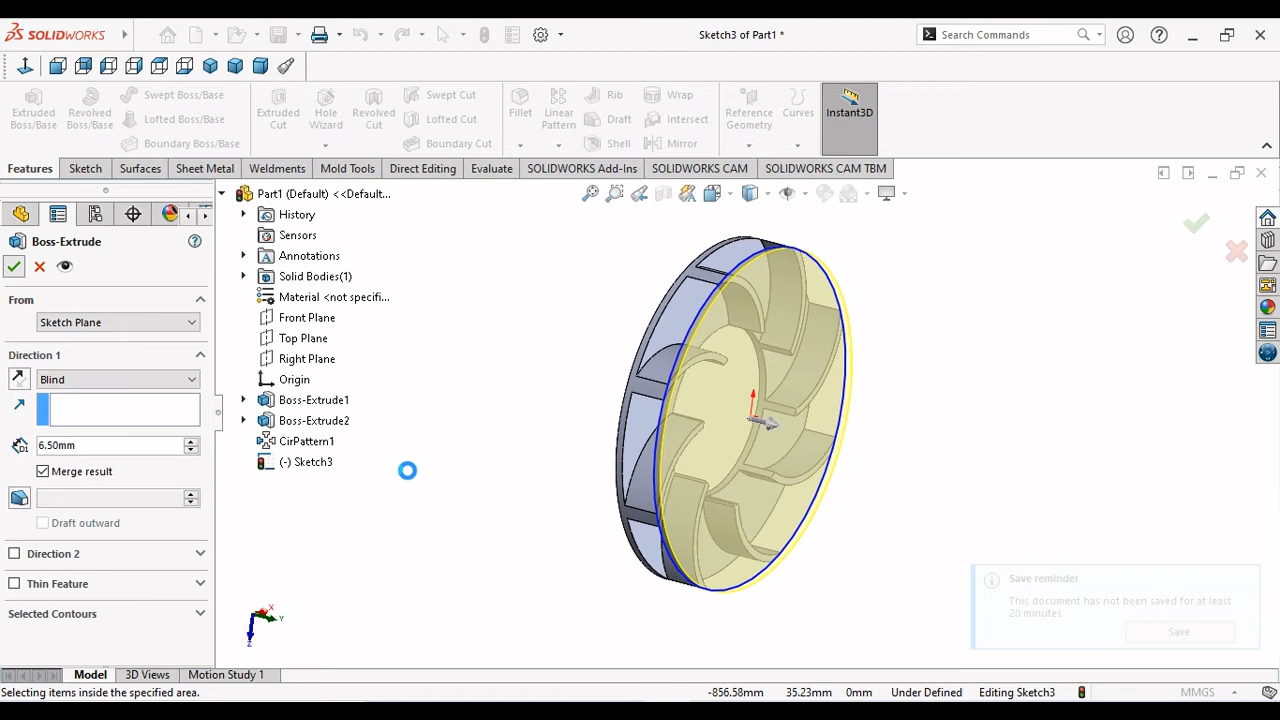 SOLIDWORKS
Sketch3 of Part1 *
Search Commands
Extruded Boss/Base
Revolved Boss/Base
Swept Boss/Base
Lofted Boss/Base
Boundary Boss/Base
Extruded Cut
Hole Wizard
Revolved Cut
Swept Cut
Lofted Cut
Boundary Cut
Fillet
Linear Pattern
Rib
Draft
Shell
Wrap
Intersect
Mirror
Reference Geometry
Curves
Instant3D
Features
Sketch
Surfaces
Sheet Metal
Weldments
Mold Tools
Direct Editing
Evaluate
SOLIDWORKS Add-Ins
SOLIDWORKS CAM
SOLIDWORKS CAM TBM
Boss-Extrude
From
Sketch Plane
Direction 1
Blind
6.50mm
Merge result
Draft outward
Direction 2
Thin Feature
Selected Contours
Part1 (Default) <<Default...
History
Sensors
Annotations
Solid Bodies(1)
Material <not specifi...
Front Plane
Top Plane
Right Plane
Origin
Boss-Extrude1
Boss-Extrude2
CirPattern1
(-) Sketch3
X
Y
Z
Save reminder
This document has not been saved for at least
20 minutes
Save
Model
3D Views
Motion Study 1
Selecting items inside the specified area.
-856.58mm
35.23mm
0mm
Under Defined
Editing Sketch3
MMGS